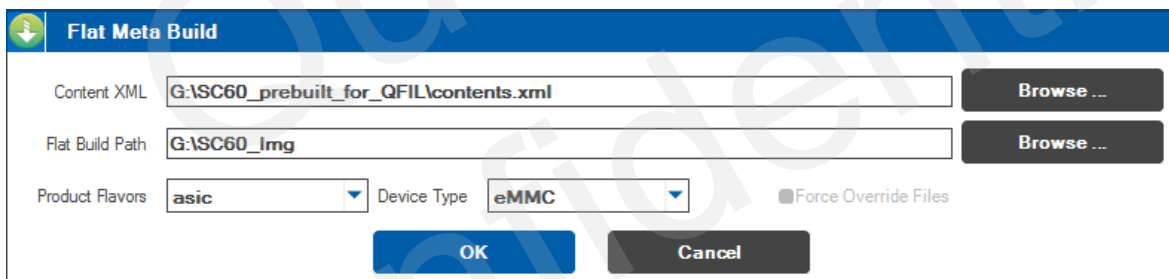 Flat Meta Build
Content XML G:\SC60_prebuilt_for_QFIL\contents.xml Browse ...
Flat Build Path G:\SC60_Img Browse ...
Product Flavors asic Device Type eMMC Force Override Files
OK Cancel